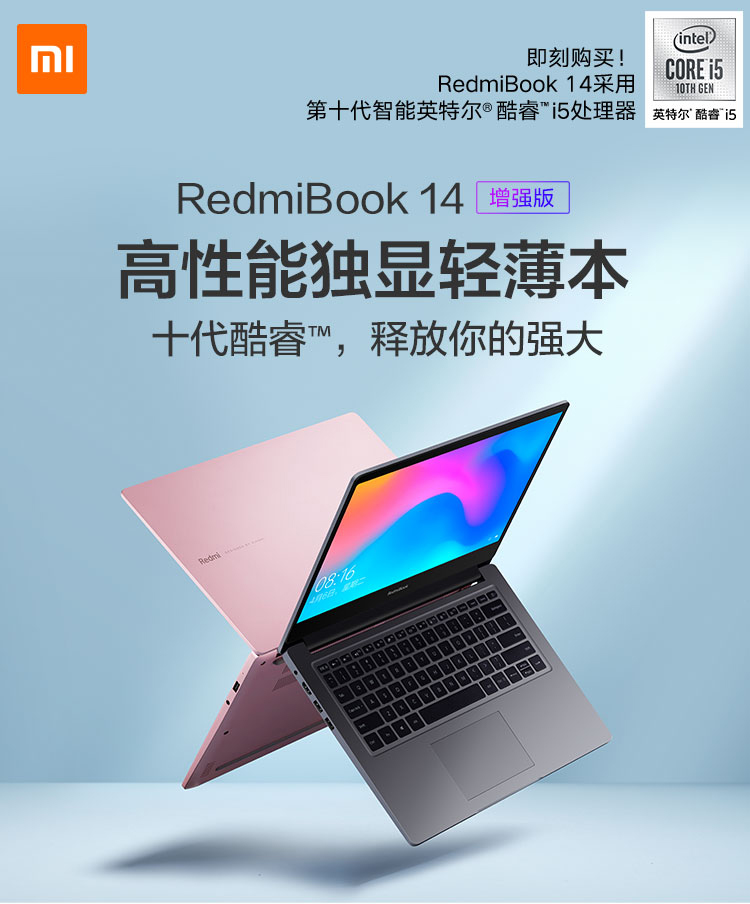 mi
即刻购买！
RedmiBook 14采用
第十代智能英特尔® 酷睿™ i5处理器
intel
CORE i5
10TH GEN
英特尔® 酷睿™ i5
RedmiBook 14 增强版
高性能独显轻薄本
十代酷睿™，释放你的强大
Redmi
08:16
RedmiBook